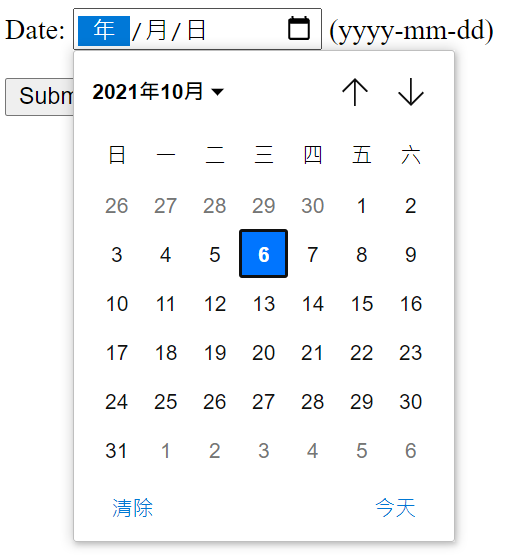 Date: 年/月/日 (yyyy-mm-dd)
Subm
2021年10月
日 一 二 三 四 五 六
26 27 28 29 30 1 2
3 4 5 6 7 8 9
10 11 12 13 14 15 16
17 18 19 20 21 22 23
24 25 26 27 28 29 30
31 1 2 3 4 5 6
清除 今天